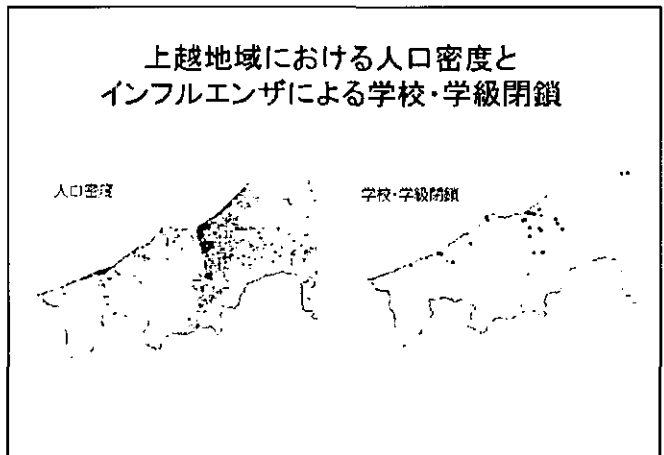 上越地域における人口密度と
インフルエンザによる学校・学級閉鎖
人口密度
学校・学級閉鎖